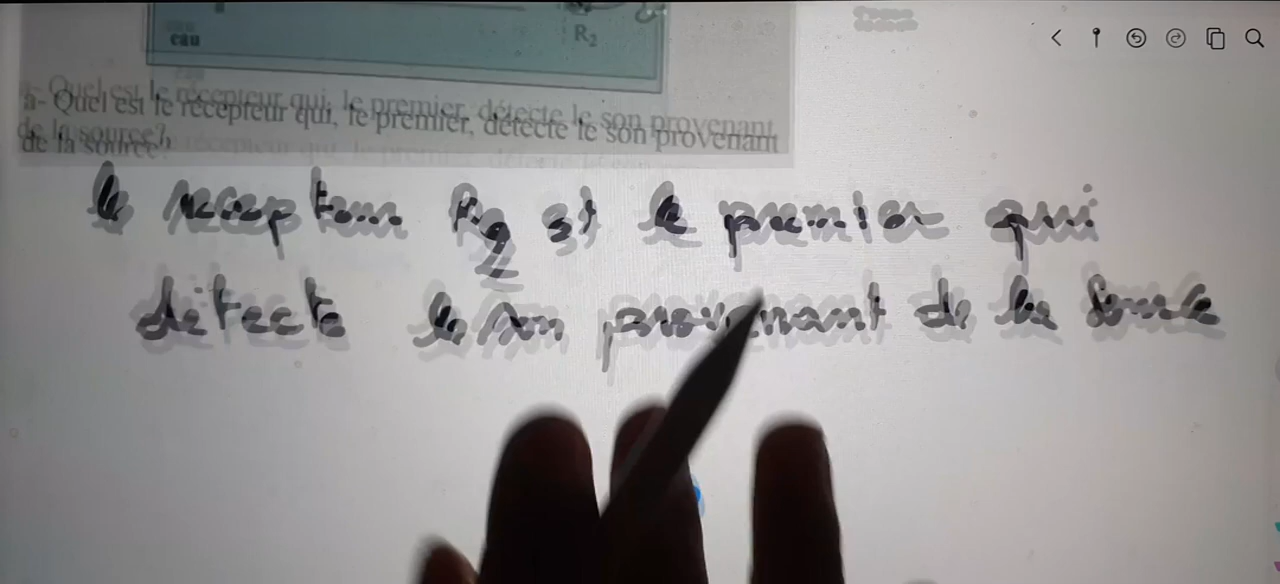 eau
R₂
a- Quel est le récepteur qui, le premier, détecte le son provenant
de la source?
le récepteur R₂ est le premier qui
détecte le son provenant de la source